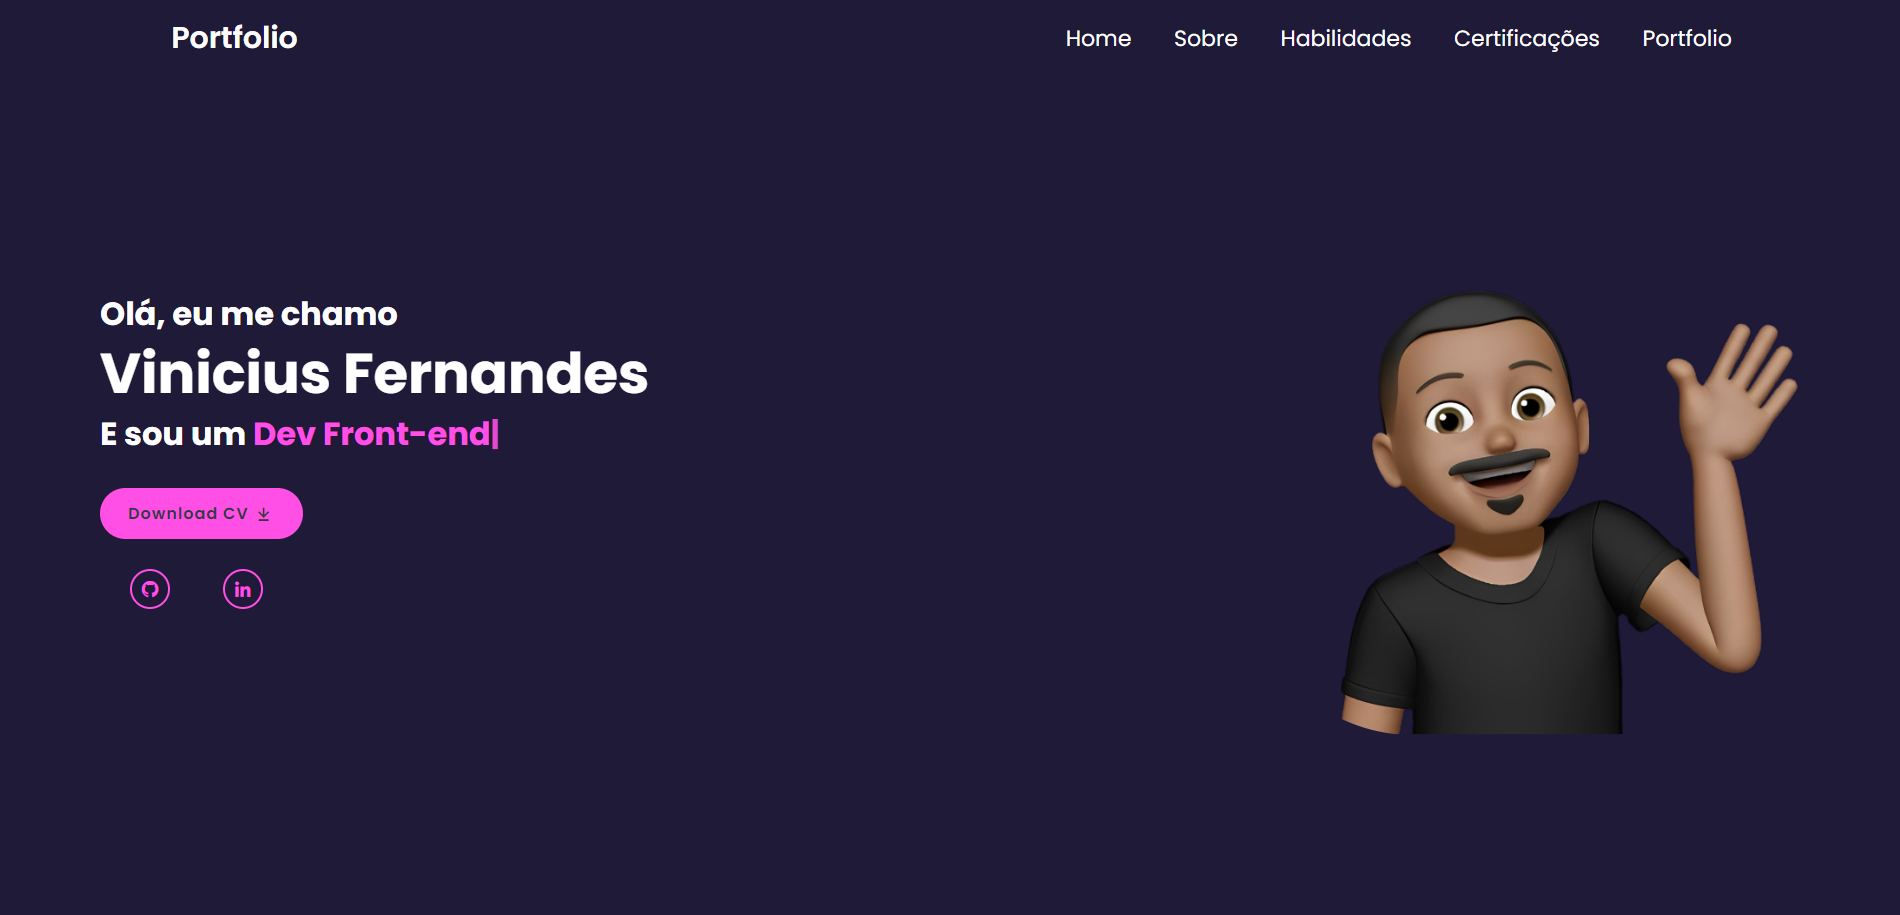 Portfolio
Home Sobre Habilidades Certificações Portfolio
Olá, eu me chamo
Vinicius Fernandes
E sou um Dev Front-end|
Download CV
in